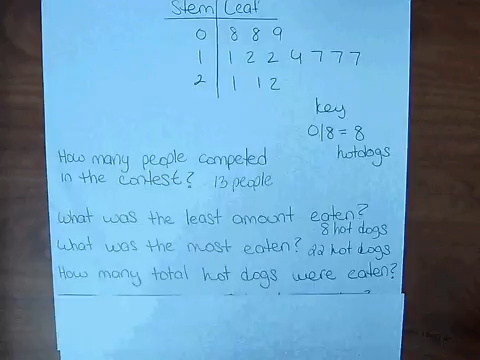 Stem Leaf
0 8 8 9
1 1 2 2 4 7 7 7
2 1 1 2
key
0|8 = 8
hotdogs
How many people competed
in the contest? 13 people
What was the least amount eaten?
8 hot dogs
What was the most eaten? 22 hot dogs
How many total hot dogs were eaten?